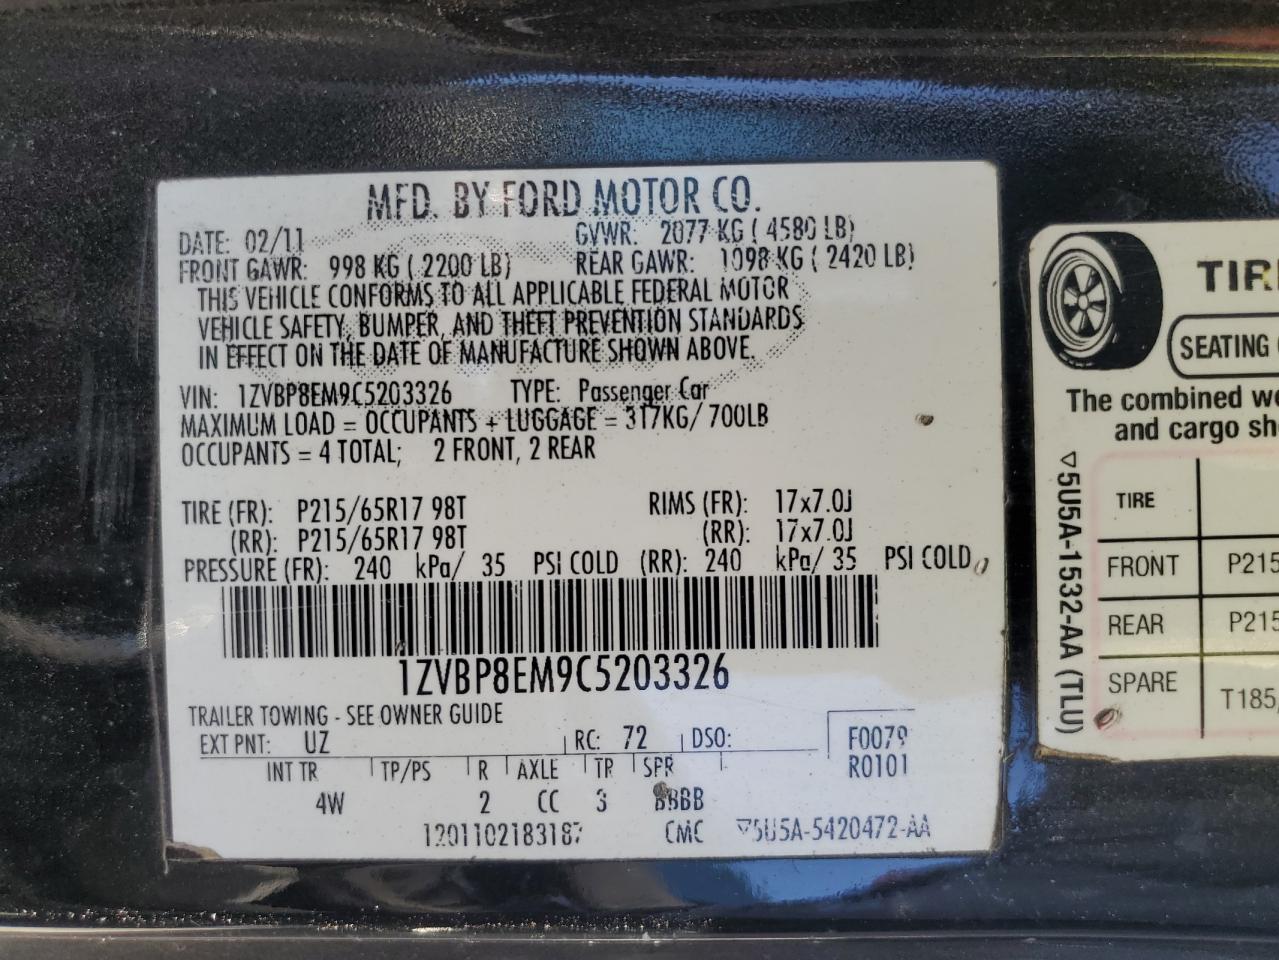 MFD. BY FORD MOTOR CO.
DATE: 02/11 GVWR: 2077 KG ( 4580 LB)
FRONT GAWR: 998 KG ( 2200 LB) REAR GAWR: 1098 KG ( 2420 LB)
THIS VEHICLE CONFORMS TO ALL APPLICABLE FEDERAL MOTOR
VEHICLE SAFETY, BUMPER, AND THEFT PREVENTION STANDARDS
IN EFFECT ON THE DATE OF MANUFACTURE SHOWN ABOVE.
VIN: 1ZVBP8EM9C5203326 TYPE: Passenger Car
MAXIMUM LOAD = OCCUPANTS + LUGGAGE = 317KG/ 700LB
OCCUPANTS = 4 TOTAL; 2 FRONT, 2 REAR
TIRE (FR): P215/65R17 98T RIMS (FR): 17x7.0J
(RR): P215/65R17 98T (RR): 17x7.0J
PRESSURE (FR): 240 kPa/ 35 PSI COLD (RR): 240 kPa/ 35 PSI COLD
1ZVBP8EM9C5203326
TRAILER TOWING - SEE OWNER GUIDE
EXT PNT: UZ RC: 72 DSO: F0079
R0101
INT TR TP/PS R AXLE TR SPR
4W 2 CC 3 BBBB
1201102183187 CMC ▽5U5A-5420472-AA
TIR
SEATING
The combined we
and cargo sh
TIRE
FRONT P215
REAR P215
SPARE T185/
▽5U5A-1532-AA (TLU)